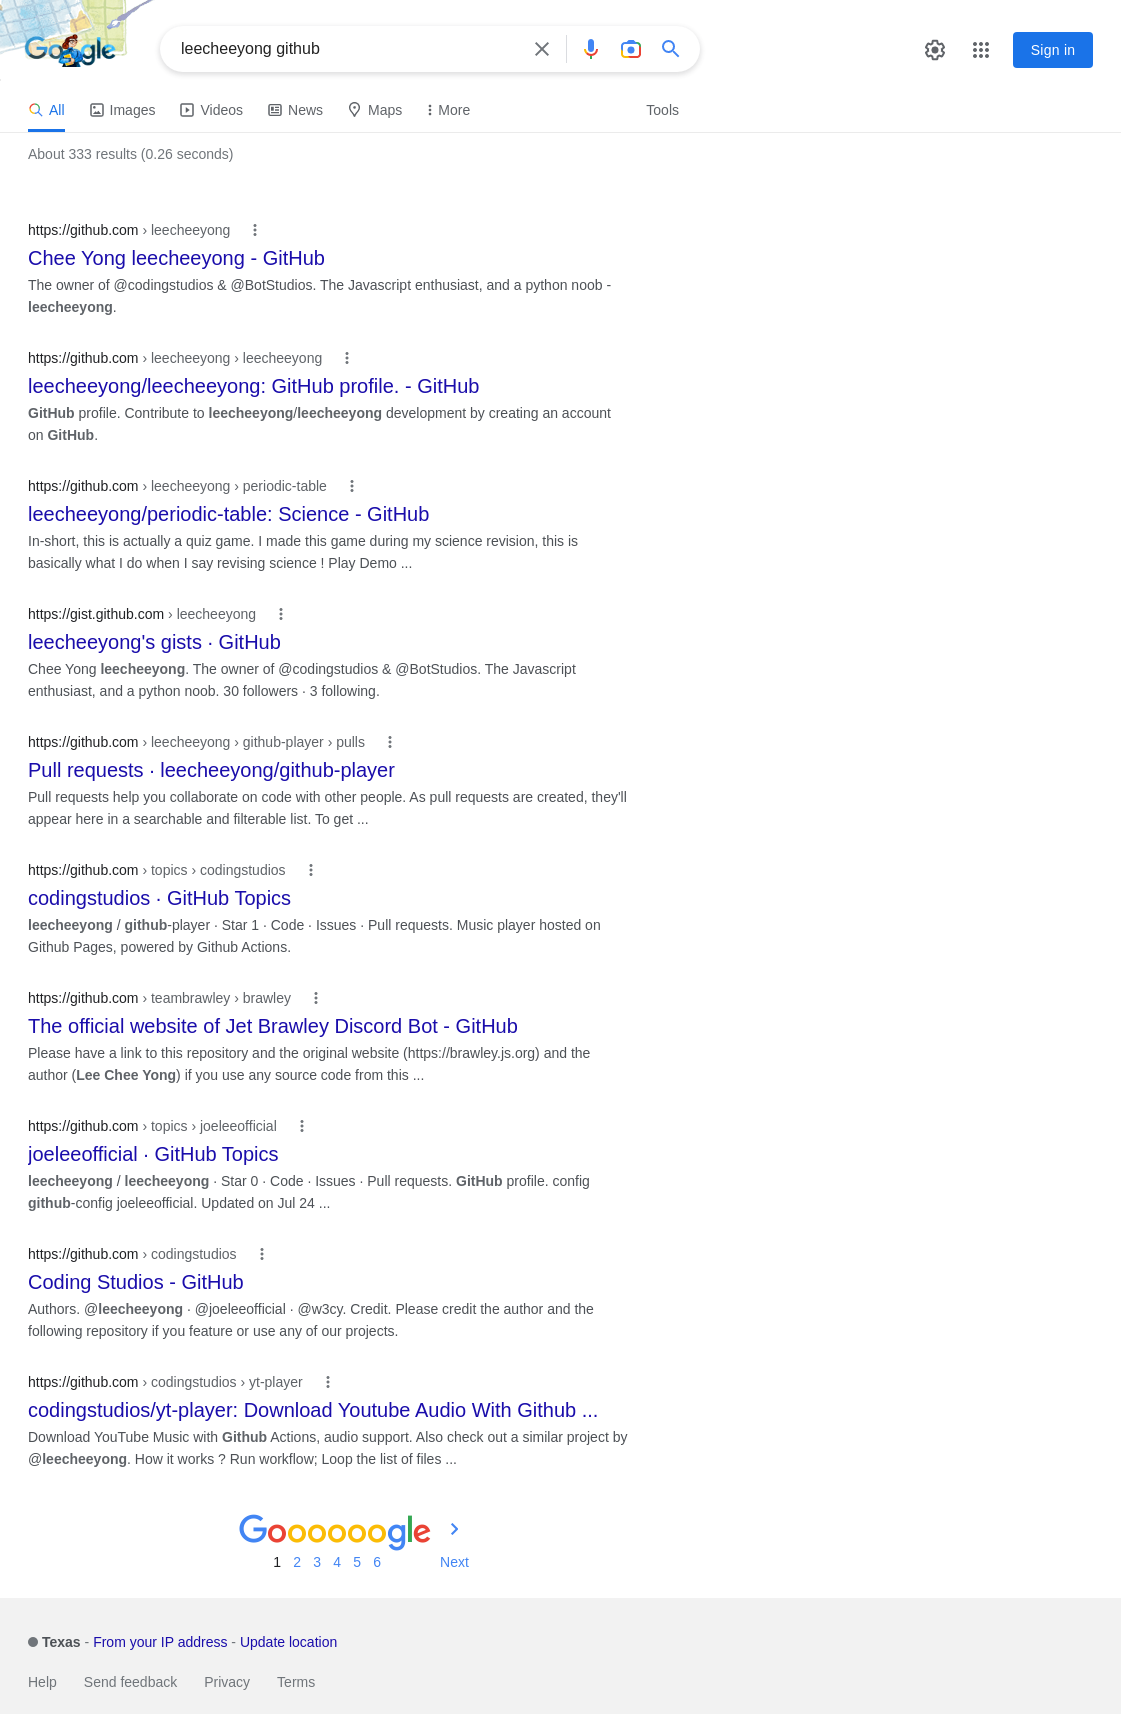 Google
leecheeyong github
Sign in
All Images Videos News Maps More Tools
About 333 results (0.26 seconds)
https://github.com › leecheeyong
Chee Yong leecheeyong - GitHub
The owner of @codingstudios & @BotStudios. The Javascript enthusiast, and a python noob -
leecheeyong.
https://github.com › leecheeyong › leecheeyong
leecheeyong/leecheeyong: GitHub profile. - GitHub
GitHub profile. Contribute to leecheeyong/leecheeyong development by creating an account
on GitHub.
https://github.com › leecheeyong › periodic-table
leecheeyong/periodic-table: Science - GitHub
In-short, this is actually a quiz game. I made this game during my science revision, this is
basically what I do when I say revising science ! Play Demo ...
https://gist.github.com › leecheeyong
leecheeyong's gists · GitHub
Chee Yong leecheeyong. The owner of @codingstudios & @BotStudios. The Javascript
enthusiast, and a python noob. 30 followers · 3 following.
https://github.com › leecheeyong › github-player › pulls
Pull requests · leecheeyong/github-player
Pull requests help you collaborate on code with other people. As pull requests are created, they'll
appear here in a searchable and filterable list. To get ...
https://github.com › topics › codingstudios
codingstudios · GitHub Topics
leecheeyong / github-player · Star 1 · Code · Issues · Pull requests. Music player hosted on
Github Pages, powered by Github Actions.
https://github.com › teambrawley › brawley
The official website of Jet Brawley Discord Bot - GitHub
Please have a link to this repository and the original website (https://brawley.js.org) and the
author (Lee Chee Yong) if you use any source code from this ...
https://github.com › topics › joeleeofficial
joeleeofficial · GitHub Topics
leecheeyong / leecheeyong · Star 0 · Code · Issues · Pull requests. GitHub profile. config
github-config joeleeofficial. Updated on Jul 24 ...
https://github.com › codingstudios
Coding Studios - GitHub
Authors. @leecheeyong · @joeleeofficial · @w3cy. Credit. Please credit the author and the
following repository if you feature or use any of our projects.
https://github.com › codingstudios › yt-player
codingstudios/yt-player: Download Youtube Audio With Github ...
Download YouTube Music with Github Actions, audio support. Also check out a similar project by
@leecheeyong. How it works ? Run workflow; Loop the list of files ...
Goooooogle
1 2 3 4 5 6 Next
Texas - From your IP address - Update location
Help Send feedback Privacy Terms